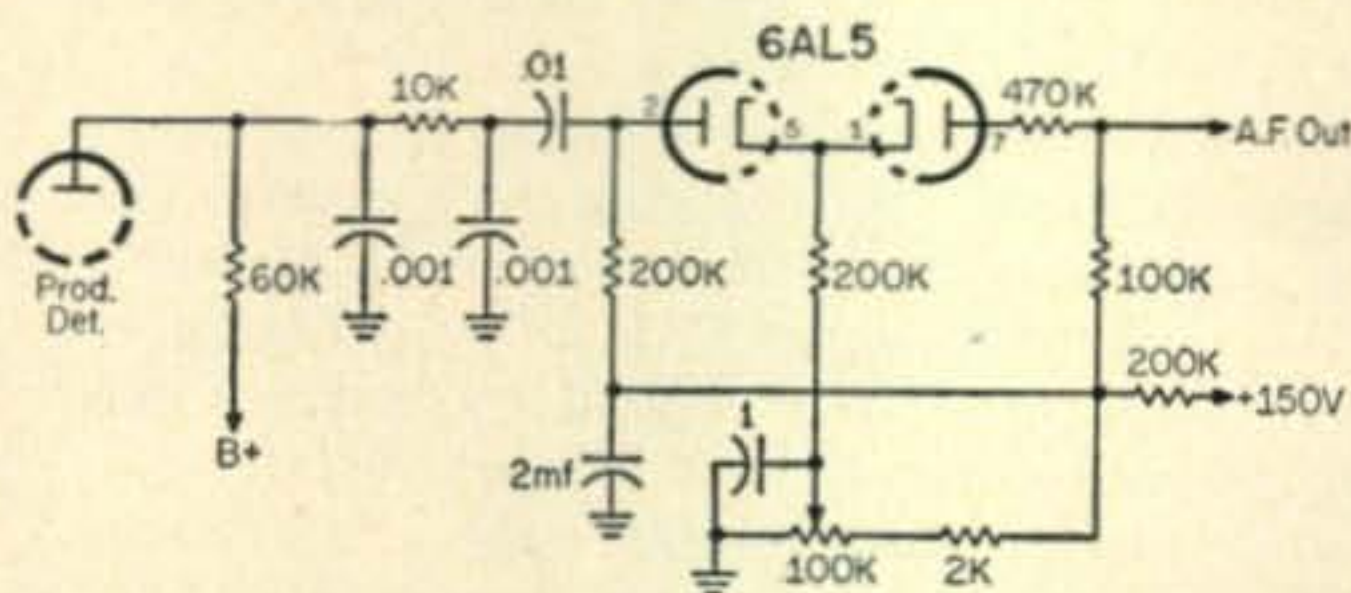 6AL5
.01
10K
2
5
1
7
470K
A.F. Out
Prod.
Det.
60K
.001
.001
200K
200K
100K
200K
+150V
B+
2mf
1
100K
2K